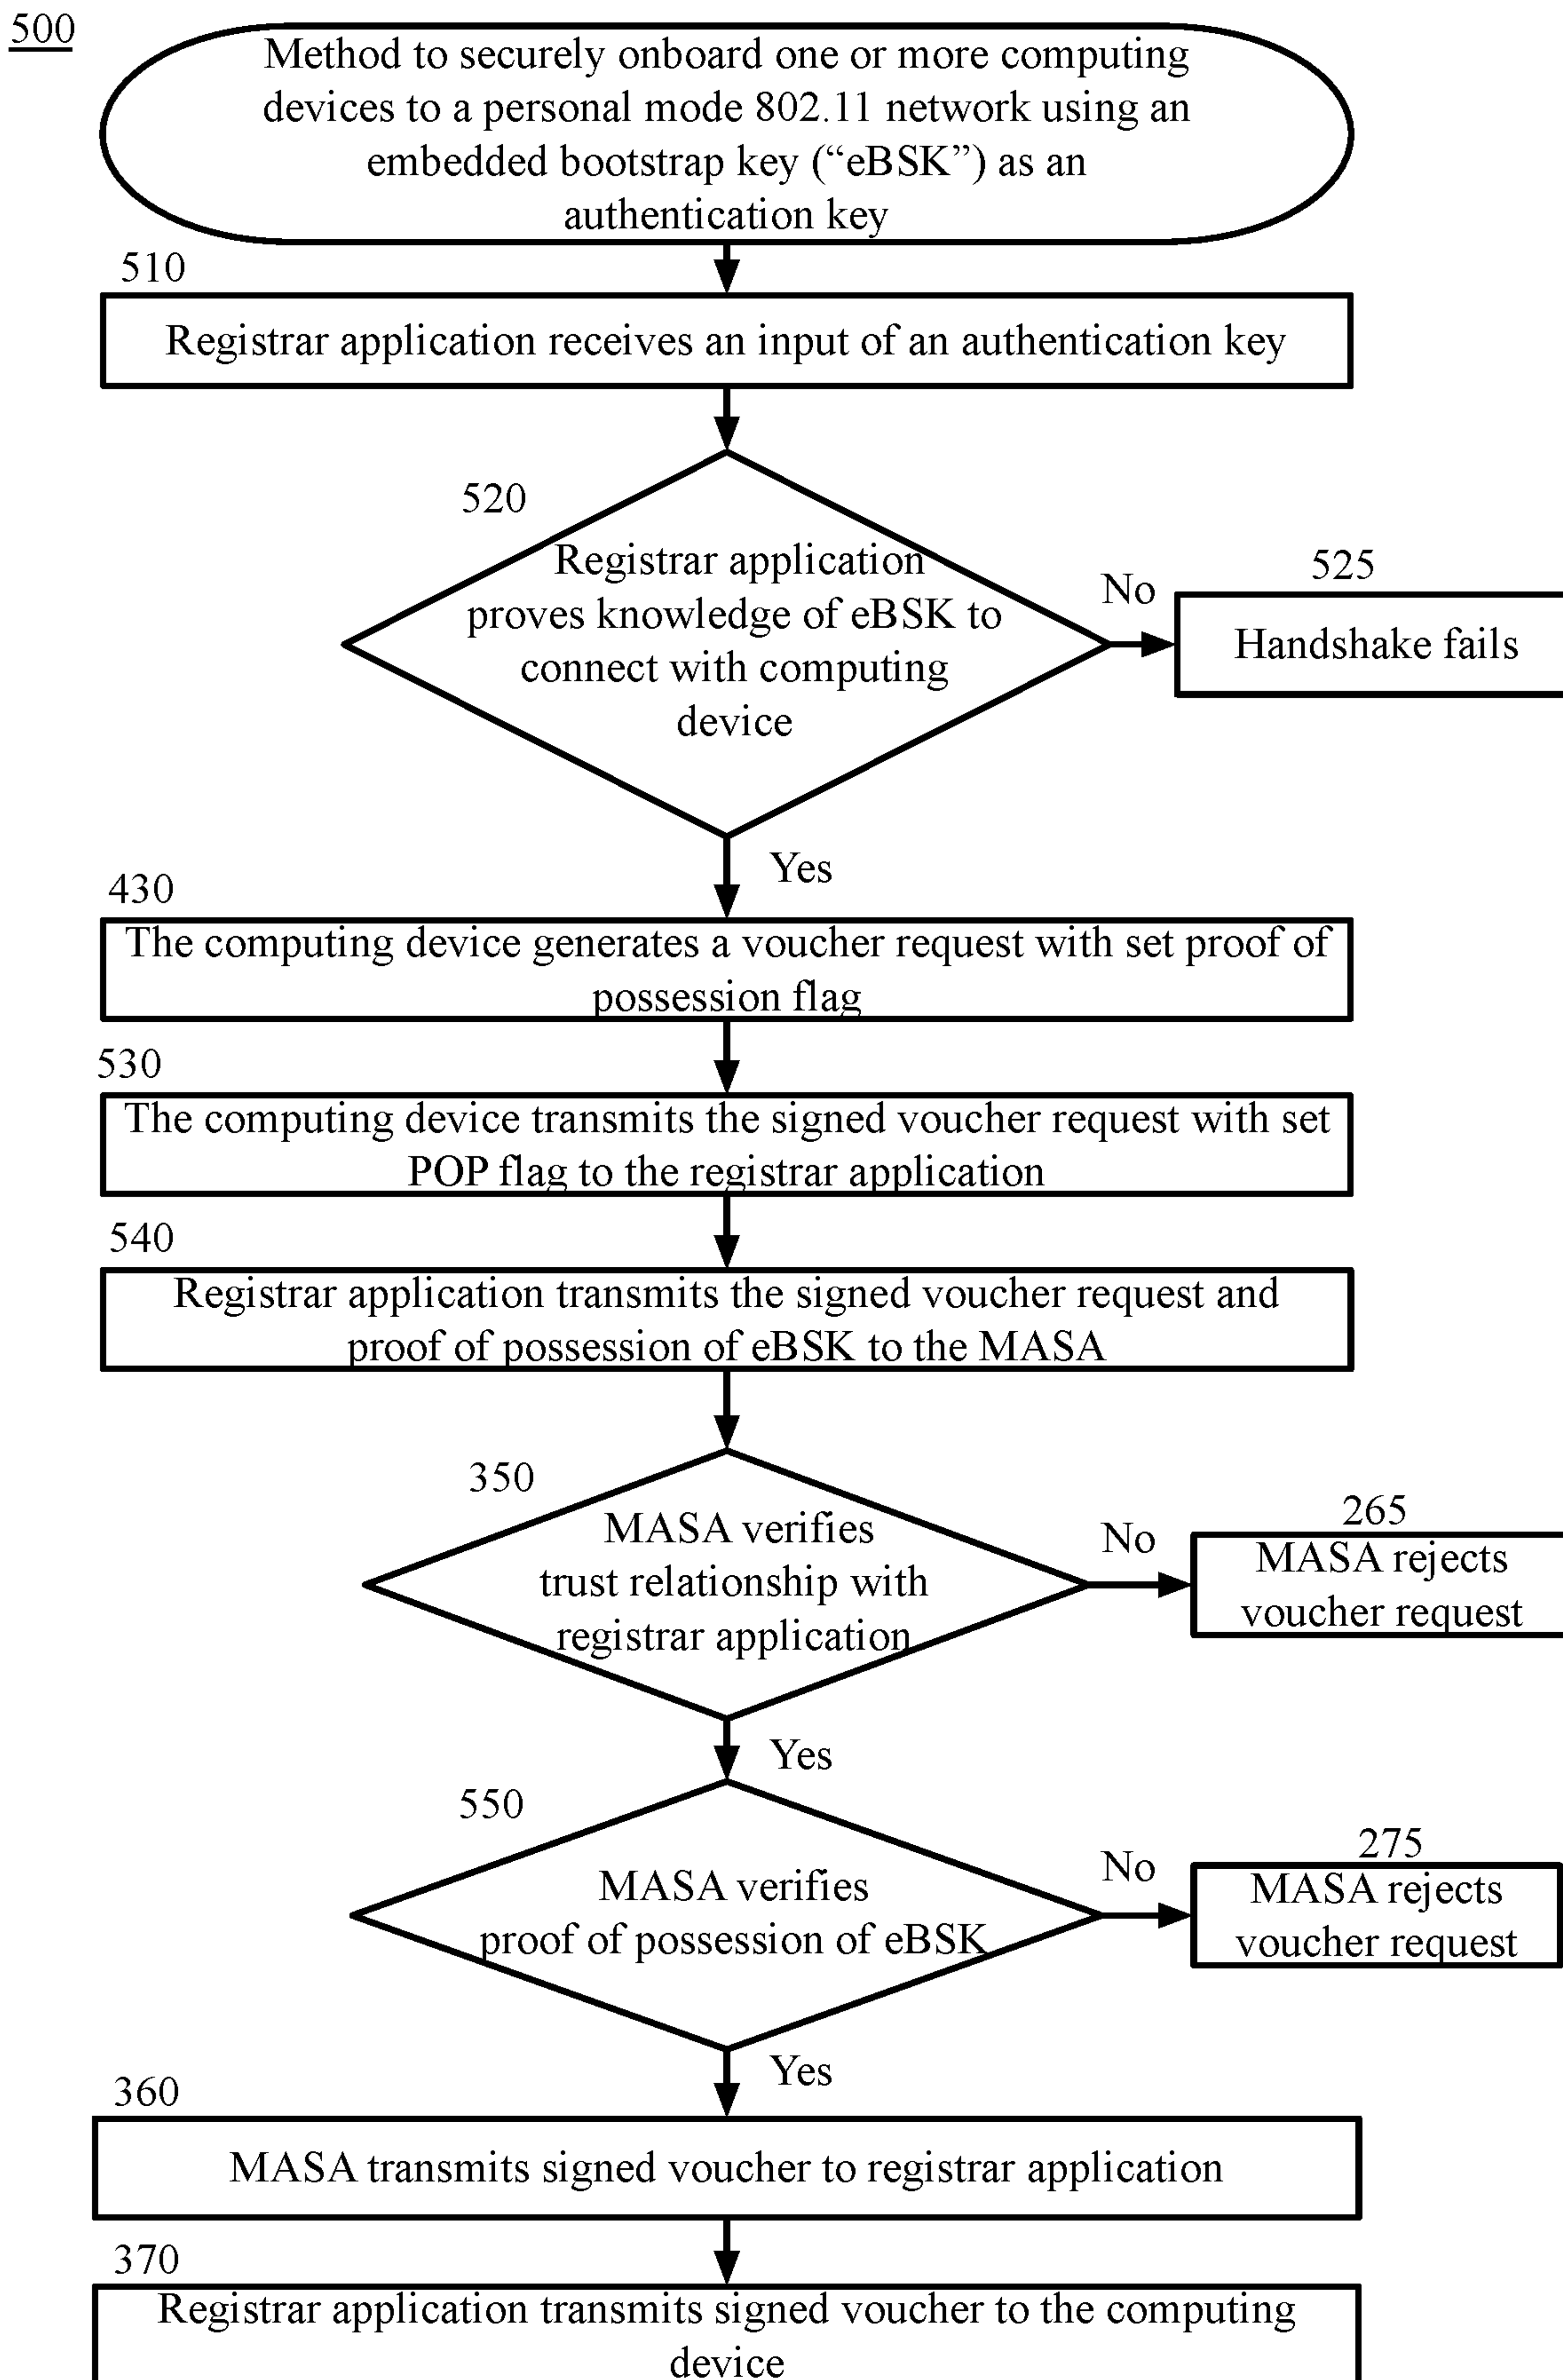 500
Method to securely onboard one or more computing
devices to a personal mode 802.11 network using an
embedded bootstrap key (“eBSK”) as an
authentication key
510
Registrar application receives an input of an authentication key
520
Registrar application
proves knowledge of eBSK to
connect with computing
device
No
525
Handshake fails
Yes
430
The computing device generates a voucher request with set proof of
possession flag
530
The computing device transmits the signed voucher request with set
POP flag to the registrar application
540
Registrar application transmits the signed voucher request and
proof of possession of eBSK to the MASA
350
MASA verifies
trust relationship with
registrar application
No
265
MASA rejects
voucher request
Yes
550
MASA verifies
proof of possession of eBSK
No
275
MASA rejects
voucher request
Yes
360
MASA transmits signed voucher to registrar application
370
Registrar application transmits signed voucher to the computing
device